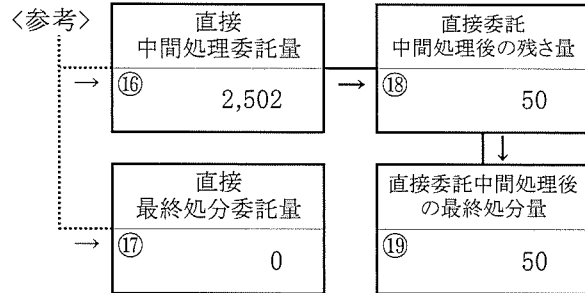 <参考>
直接
中間処理委託量
→
⑯
2,502
→
直接委託
中間処理後の残さ量
⑱
50
↓
直接
最終処分委託量
→
⑰
0
直接委託中間処理後
の最終処分量
⑲
50